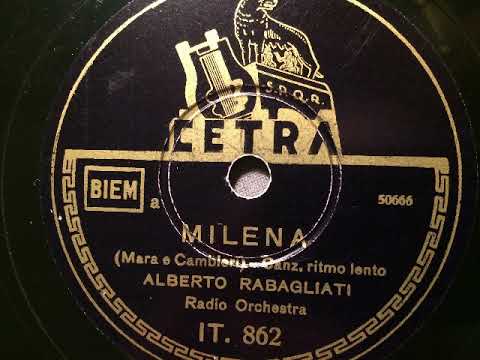 S.P.Q.R.
CETRA
BIEM a
50666
MILENA
(Mara e Cambieri) - Canz. ritmo lento
ALBERTO RABAGLIATI
Radio Orchestra
IT. 862